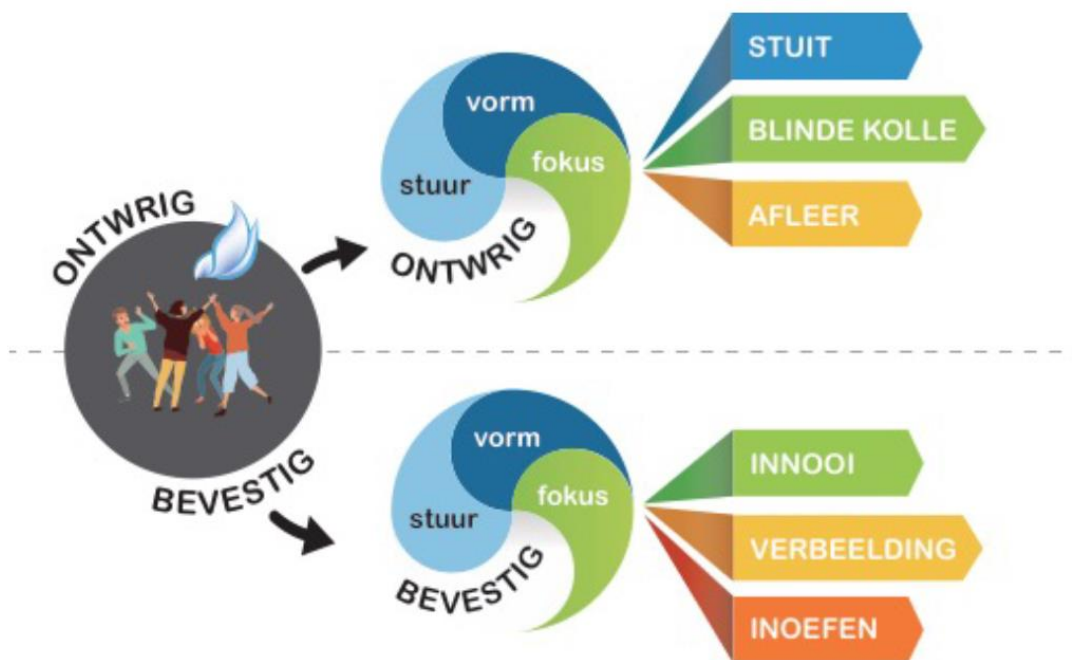 ONTWRIG
BEVESTIG
vorm
fokus
stuur
ONTWRIG
STUIT
BLINDE KOLLE
AFLEER
vorm
fokus
stuur
BEVESTIG
INNOOI
VERBEELDING
INOEFEN